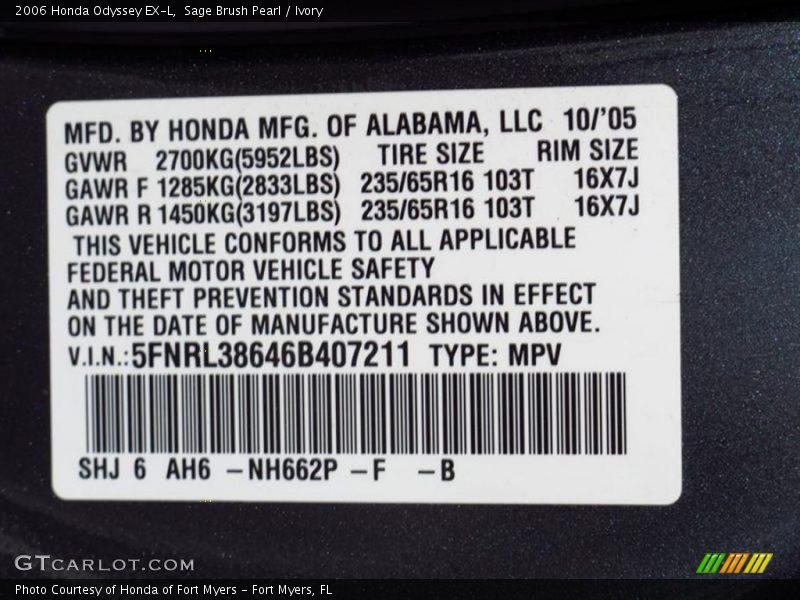 2006 Honda Odyssey EX-L, Sage Brush Pearl / Ivory
MFD. BY HONDA MFG. OF ALABAMA, LLC 10/'05
GVWR 2700KG(5952LBS) TIRE SIZE RIM SIZE
GAWR F 1285KG(2833LBS) 235/65R16 103T 16X7J
GAWR R 1450KG(3197LBS) 235/65R16 103T 16X7J
THIS VEHICLE CONFORMS TO ALL APPLICABLE
FEDERAL MOTOR VEHICLE SAFETY
AND THEFT PREVENTION STANDARDS IN EFFECT
ON THE DATE OF MANUFACTURE SHOWN ABOVE.
V.I.N.:5FNRL38646B407211 TYPE: MPV
SHJ 6 AH6 -NH662P -F -B
GTCARLOT.COM
Photo Courtesy of Honda of Fort Myers - Fort Myers, FL